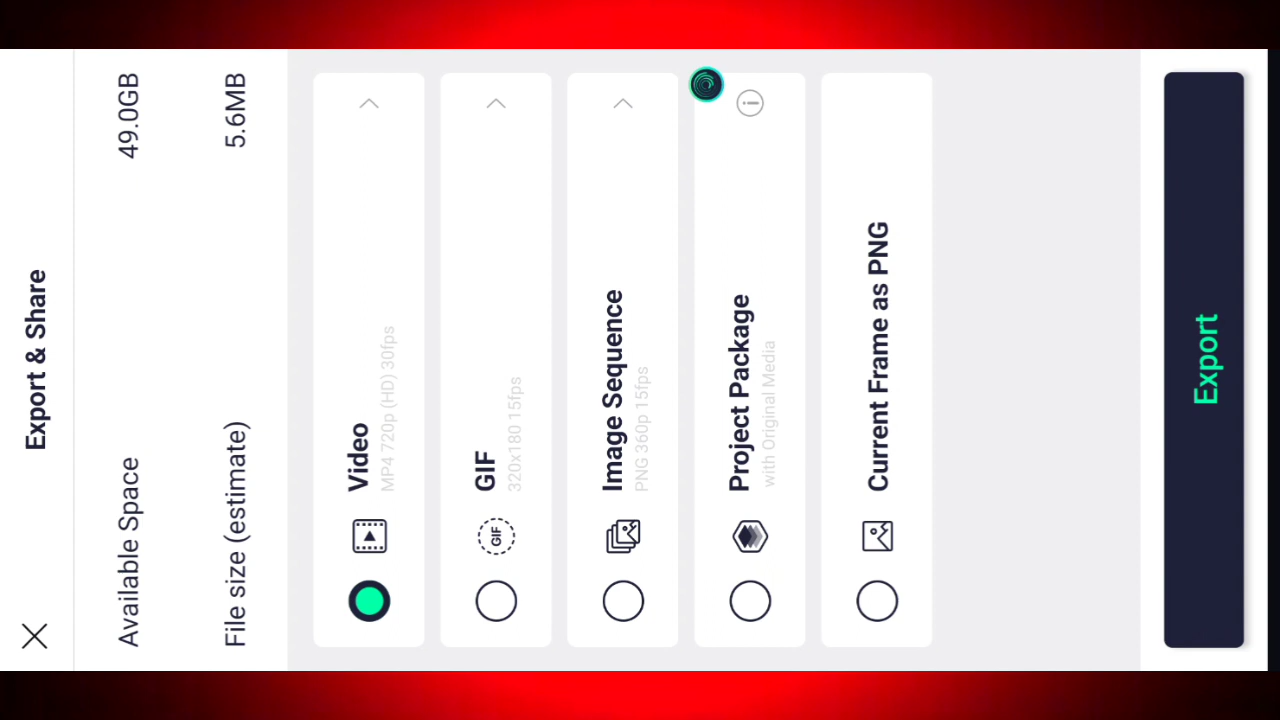 Export & Share
Available Space 49.0GB
File size (estimate) 5.6MB
Video
MP4 720p (HD) 30fps
GIF
GIF
320x180 15fps
Image Sequence
PNG 360p 15fps
Project Package
with Original Media
Current Frame as PNG
Export